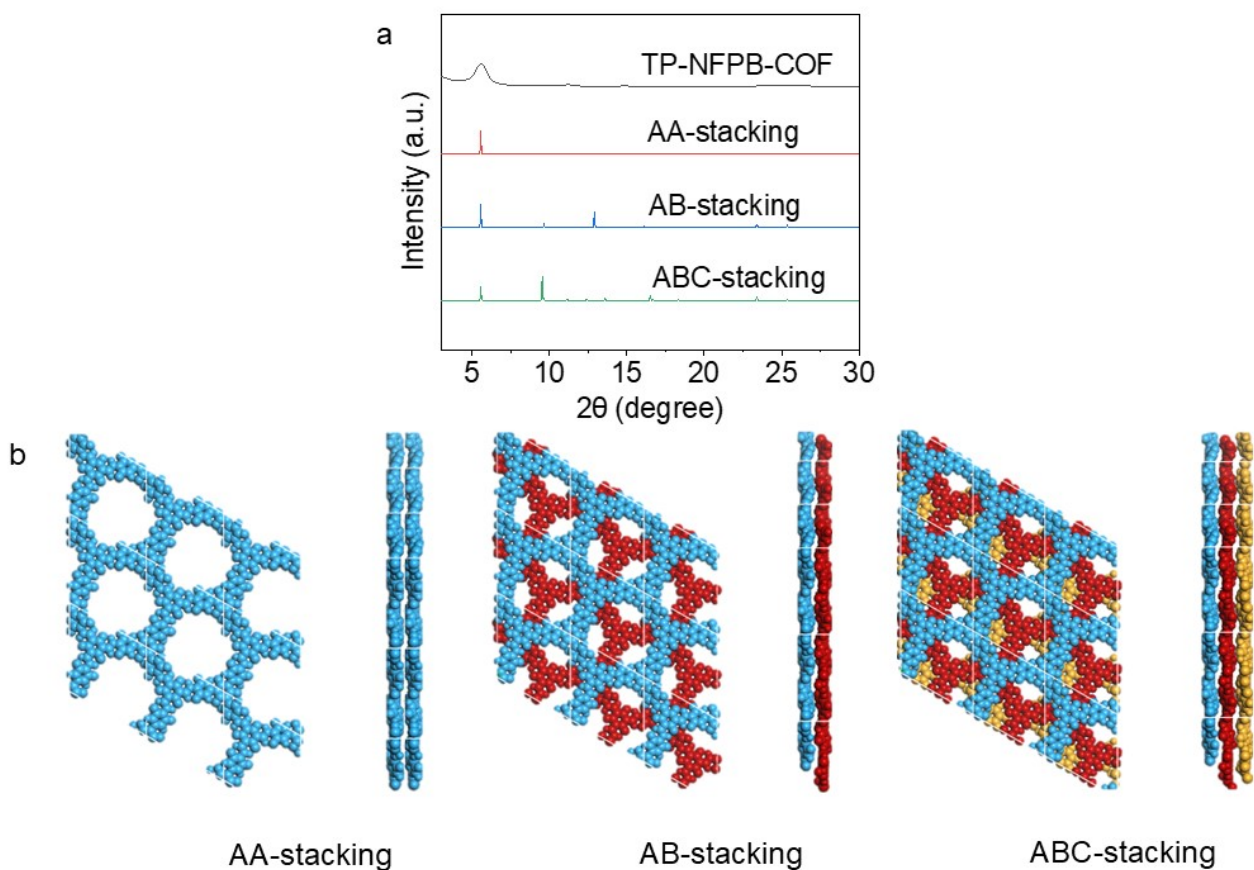 a
TP-NFPB-COF
AA-stacking
AB-stacking
ABC-stacking
Intensity (a.u.)
5 10 15 20 25 30
2θ (degree)
b
AA-stacking AB-stacking ABC-stacking